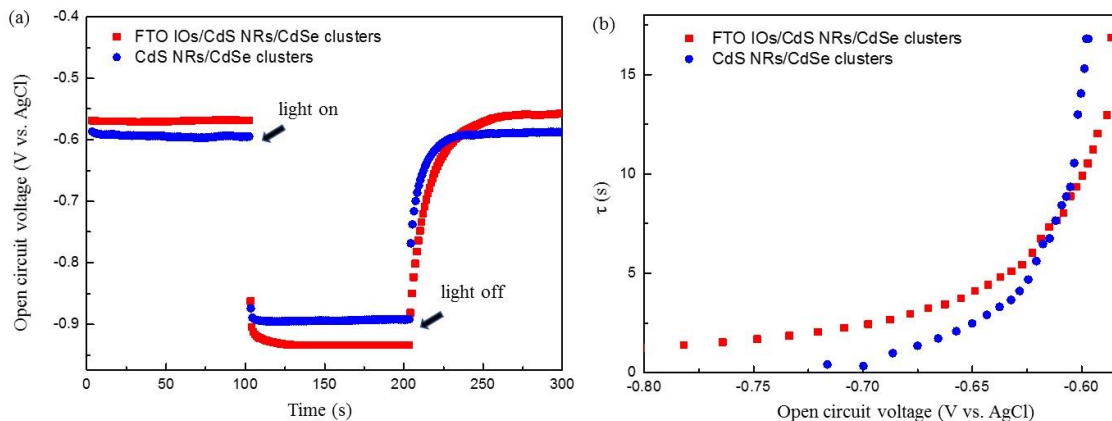 (a)
FTO IOs/CdS NRs/CdSe clusters
CdS NRs/CdSe clusters
light on
light off
Open circuit voltage (V vs. AgCl)
-0.4
-0.5
-0.6
-0.7
-0.8
-0.9
0 50 100 150 200 250 300
Time (s)
(b)
FTO IOs/CdS NRs/CdSe clusters
CdS NRs/CdSe clusters
τ (s)
15
10
5
0
-0.80 -0.75 -0.70 -0.65 -0.60
Open circuit voltage (V vs. AgCl)